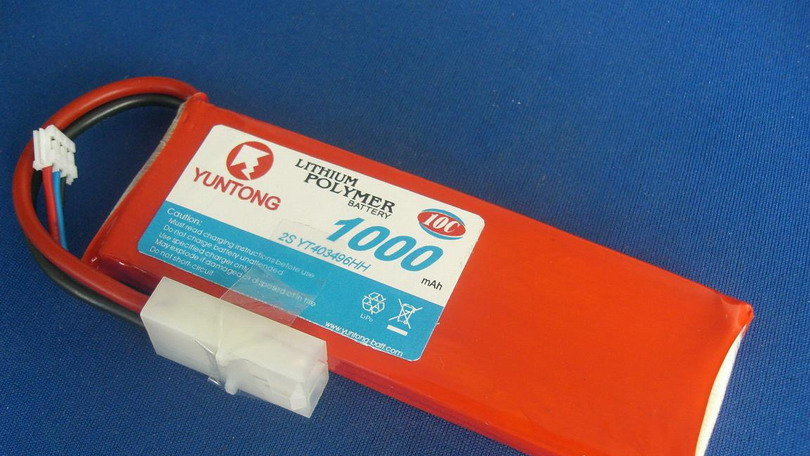 YUNTONG
LITHIUM
POLYMER
BATTERY
10C
1000
mAh
2S YT403496HH
Caution:
Must read charging instructions before use
Do not charge battery unattended
Use specified charger only
May explode if damaged or disposed of in fire
Do not short-circuit
LiPo
www.yuntong-batt.com